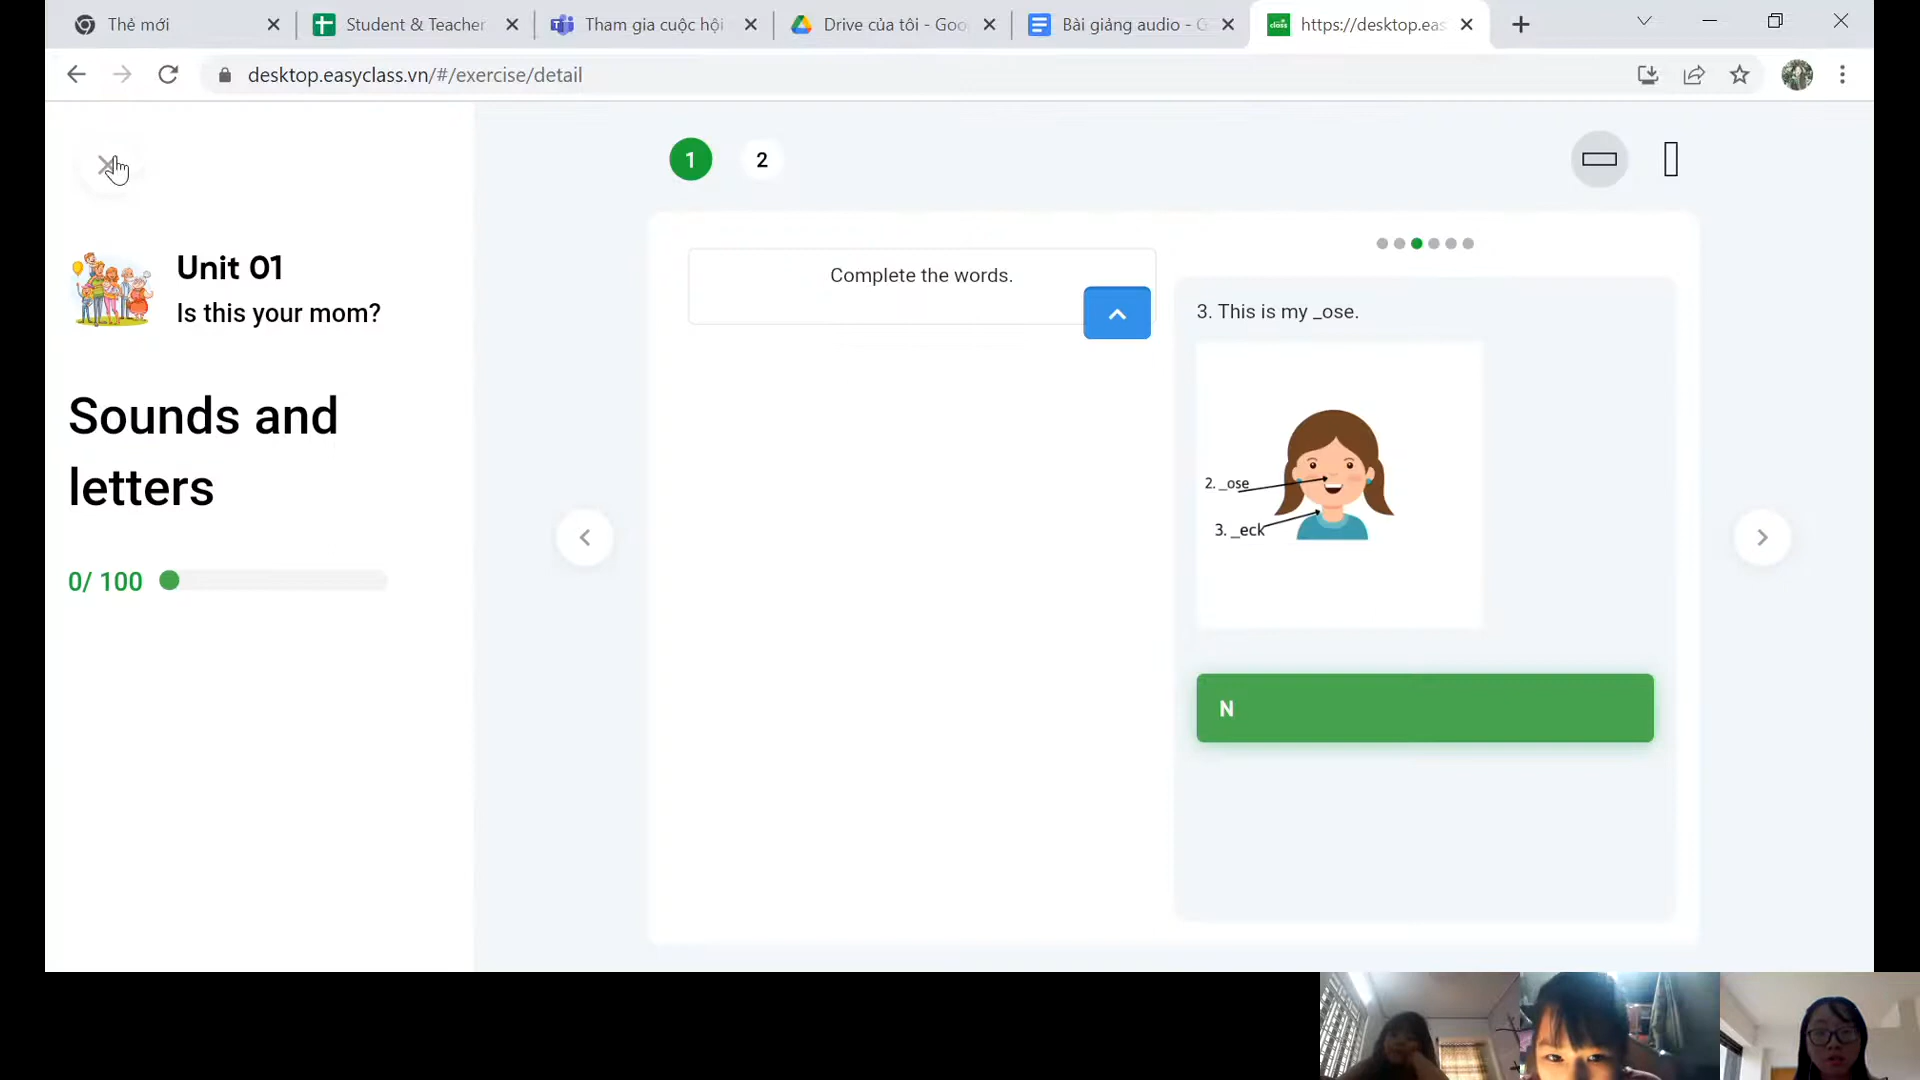 Thẻ mới
Student & Teacher
Tham gia cuộc hội
Drive của tôi - Goo
Bài giảng audio - G
class
https://desktop.eas
desktop.easyclass.vn/#/exercise/detail
1
2
Unit 01
Is this your mom?
Sounds and
letters
0/ 100
Complete the words.
3. This is my _ose.
2. _ose
3. _eck
N